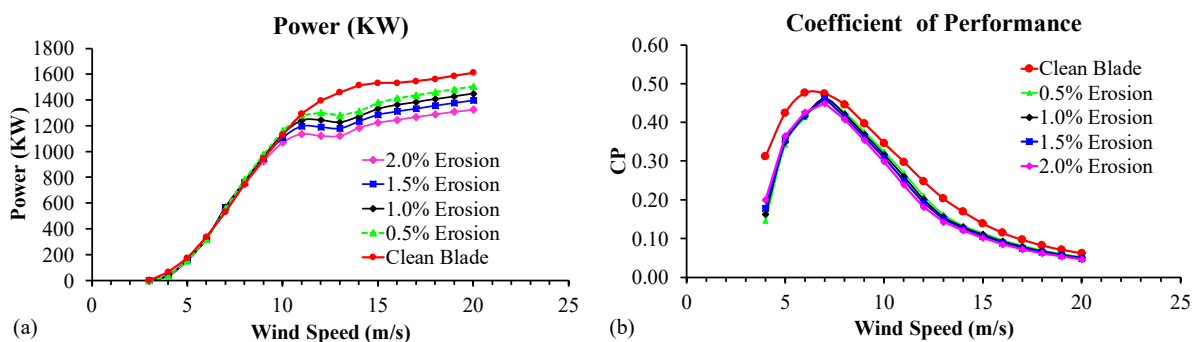 Power (KW)
Power (KW)
1800
1600
1400
1200
1000
800
600
400
200
0
2.0% Erosion
1.5% Erosion
1.0% Erosion
0.5% Erosion
Clean Blade
0 5 10 15 20 25
Wind Speed (m/s)
(a)
Coefficient of Performance
CP
0.60
0.50
0.40
0.30
0.20
0.10
0.00
Clean Blade
0.5% Erosion
1.0% Erosion
1.5% Erosion
2.0% Erosion
0 5 10 15 20 25
Wind Speed (m/s)
(b)